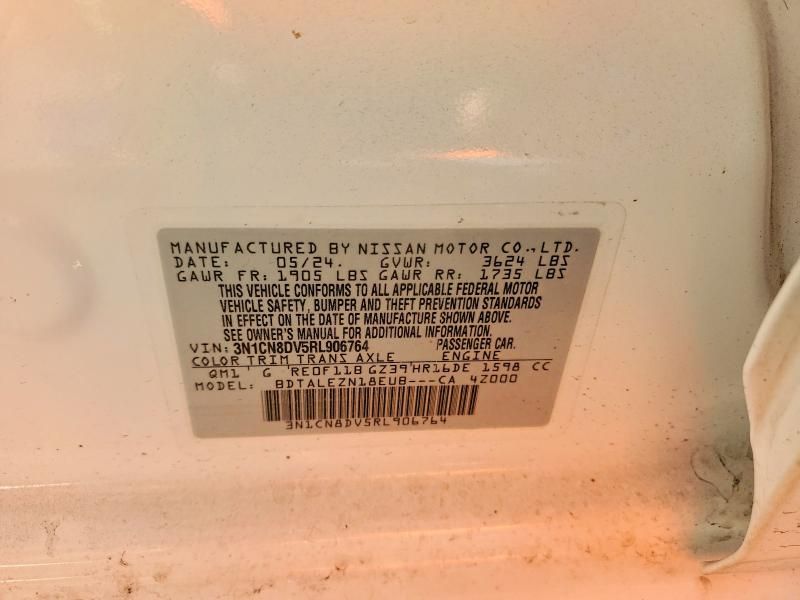 MANUFACTURED BY NISSAN MOTOR CO., LTD.
DATE: 05/24. GVWR: 3624 LBS
GAWR FR: 1905 LBS GAWR RR: 1735 LBS
THIS VEHICLE CONFORMS TO ALL APPLICABLE FEDERAL MOTOR
VEHICLE SAFETY, BUMPER AND THEFT PREVENTION STANDARDS
IN EFFECT ON THE DATE OF MANUFACTURE SHOWN ABOVE.
SEE OWNER'S MANUAL FOR ADDITIONAL INFORMATION.
VIN: 3N1CN8DV5RL906764 PASSENGER CAR.
COLOR TRIM TRANS AXLE ENGINE
QM1' G 'RE0F11B GZ39'HR16DE 1598 CC
MODEL: BDTALEZN18EUB---CA 4Z000
3N1CN8DV5RL906764